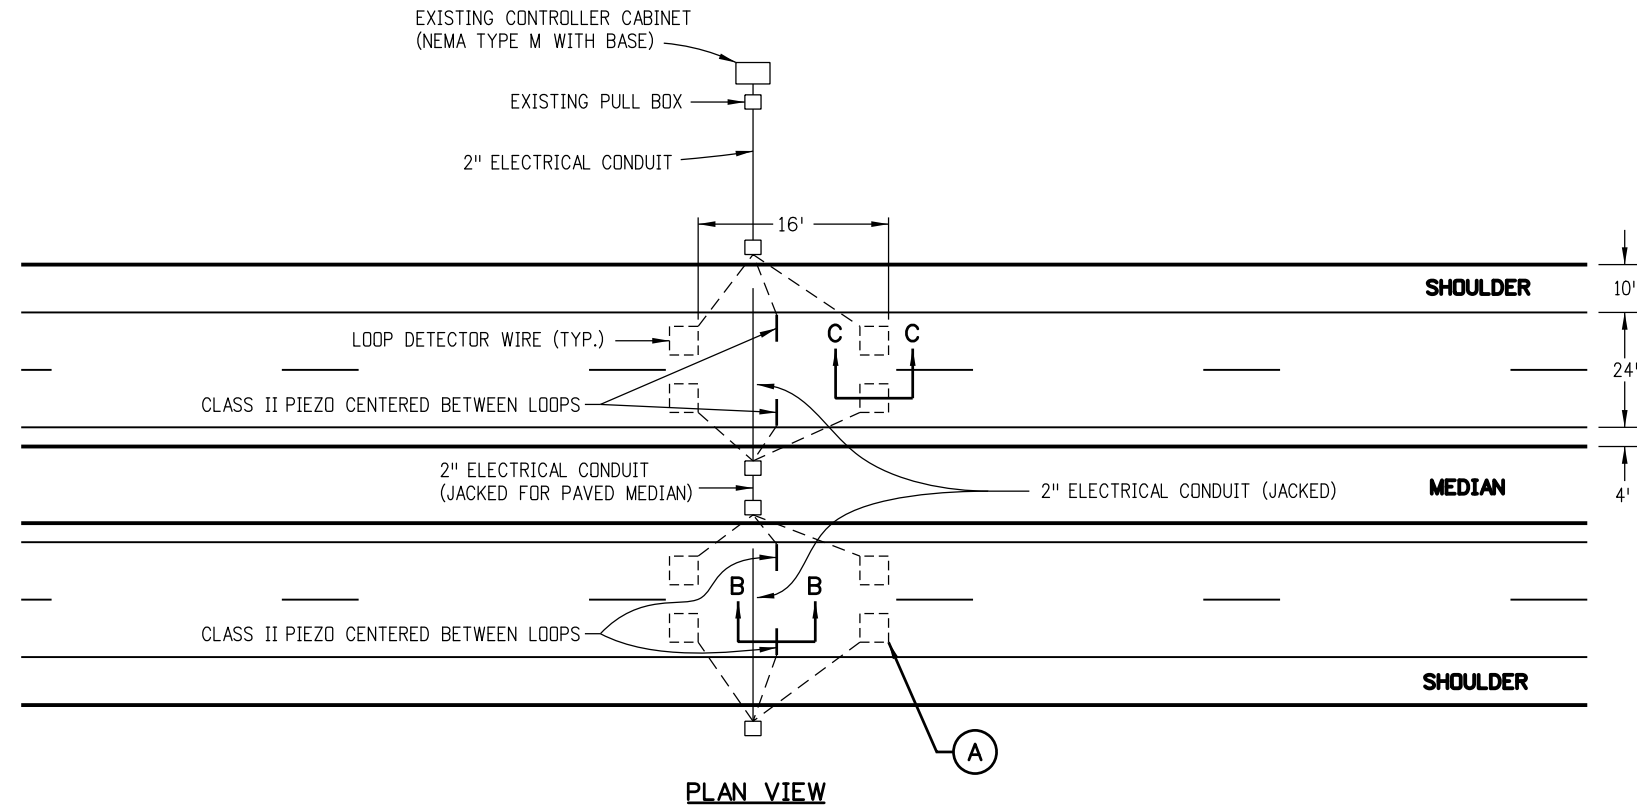 EXISTING CONTROLLER CABINET
(NEMA TYPE M WITH BASE)
EXISTING PULL BOX
2" ELECTRICAL CONDUIT
16'
SHOULDER
10'
LOOP DETECTOR WIRE (TYP.)
C C
24'
CLASS II PIEZO CENTERED BETWEEN LOOPS
2" ELECTRICAL CONDUIT
(JACKED FOR PAVED MEDIAN)
2" ELECTRICAL CONDUIT (JACKED)
MEDIAN
4'
B B
CLASS II PIEZO CENTERED BETWEEN LOOPS
SHOULDER
A
PLAN VIEW